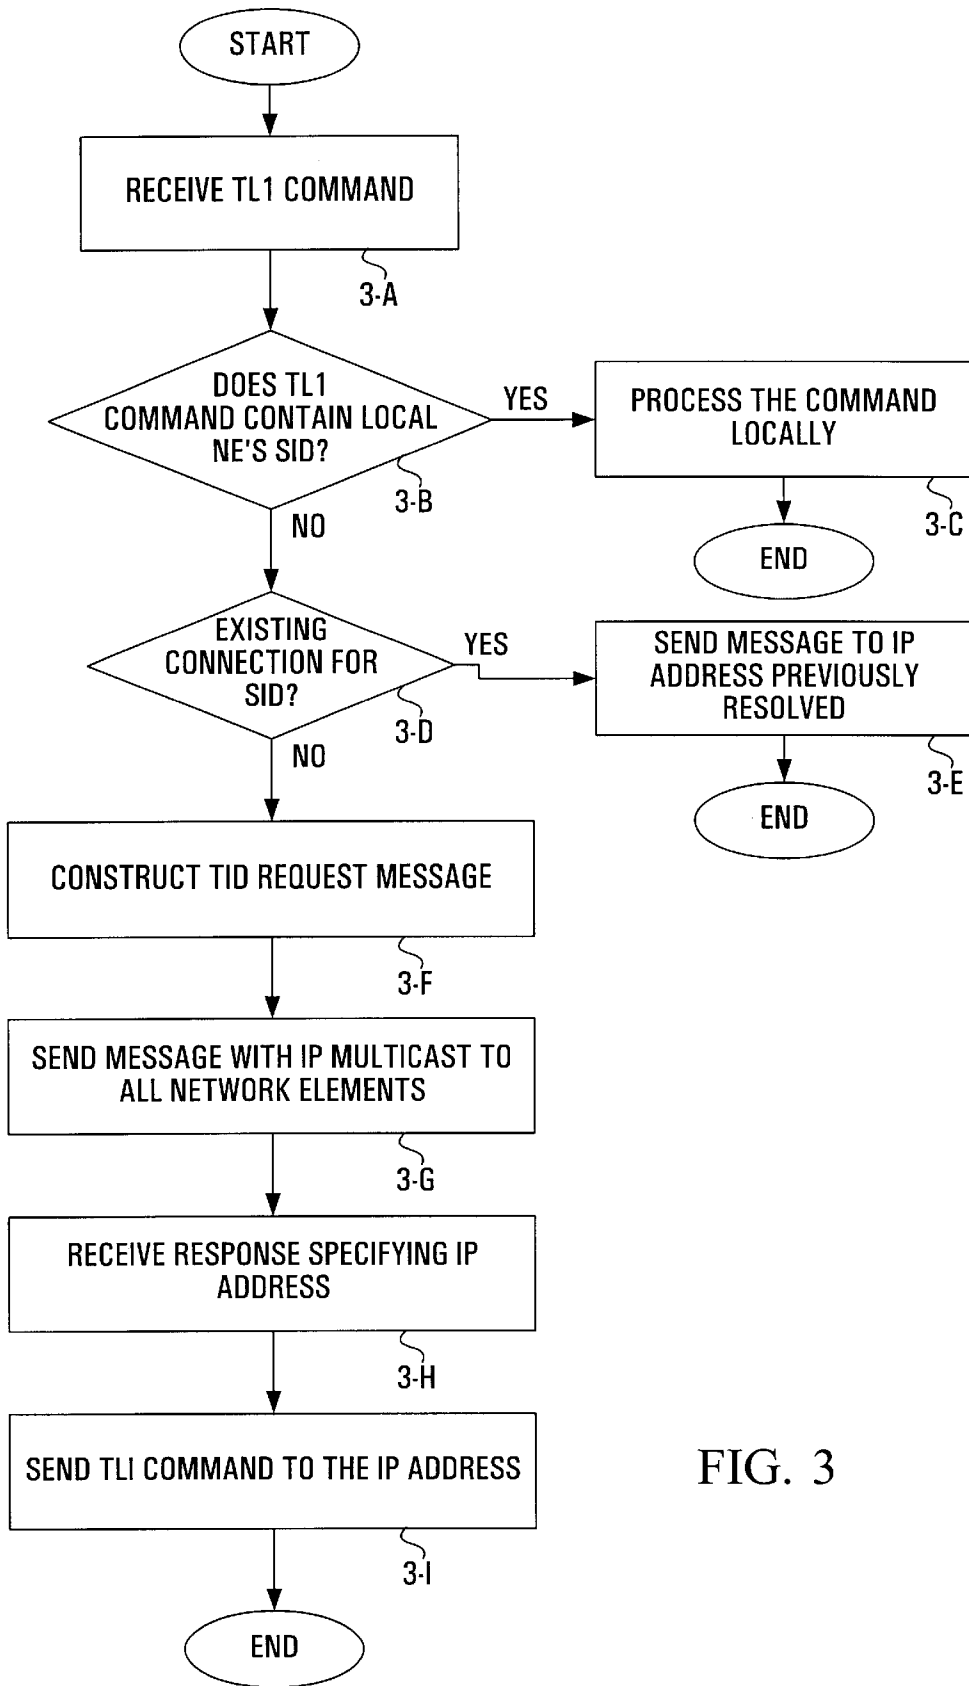 START
RECEIVE TL1 COMMAND
3-A
DOES TL1
COMMAND CONTAIN LOCAL
NE'S SID?
3-B
YES
PROCESS THE COMMAND
LOCALLY
3-C
END
NO
EXISTING
CONNECTION FOR
SID?
3-D
YES
SEND MESSAGE TO IP
ADDRESS PREVIOUSLY
RESOLVED
3-E
END
NO
CONSTRUCT TID REQUEST MESSAGE
3-F
SEND MESSAGE WITH IP MULTICAST TO
ALL NETWORK ELEMENTS
3-G
RECEIVE RESPONSE SPECIFYING IP
ADDRESS
3-H
SEND TLI COMMAND TO THE IP ADDRESS
3-I
END
FIG. 3